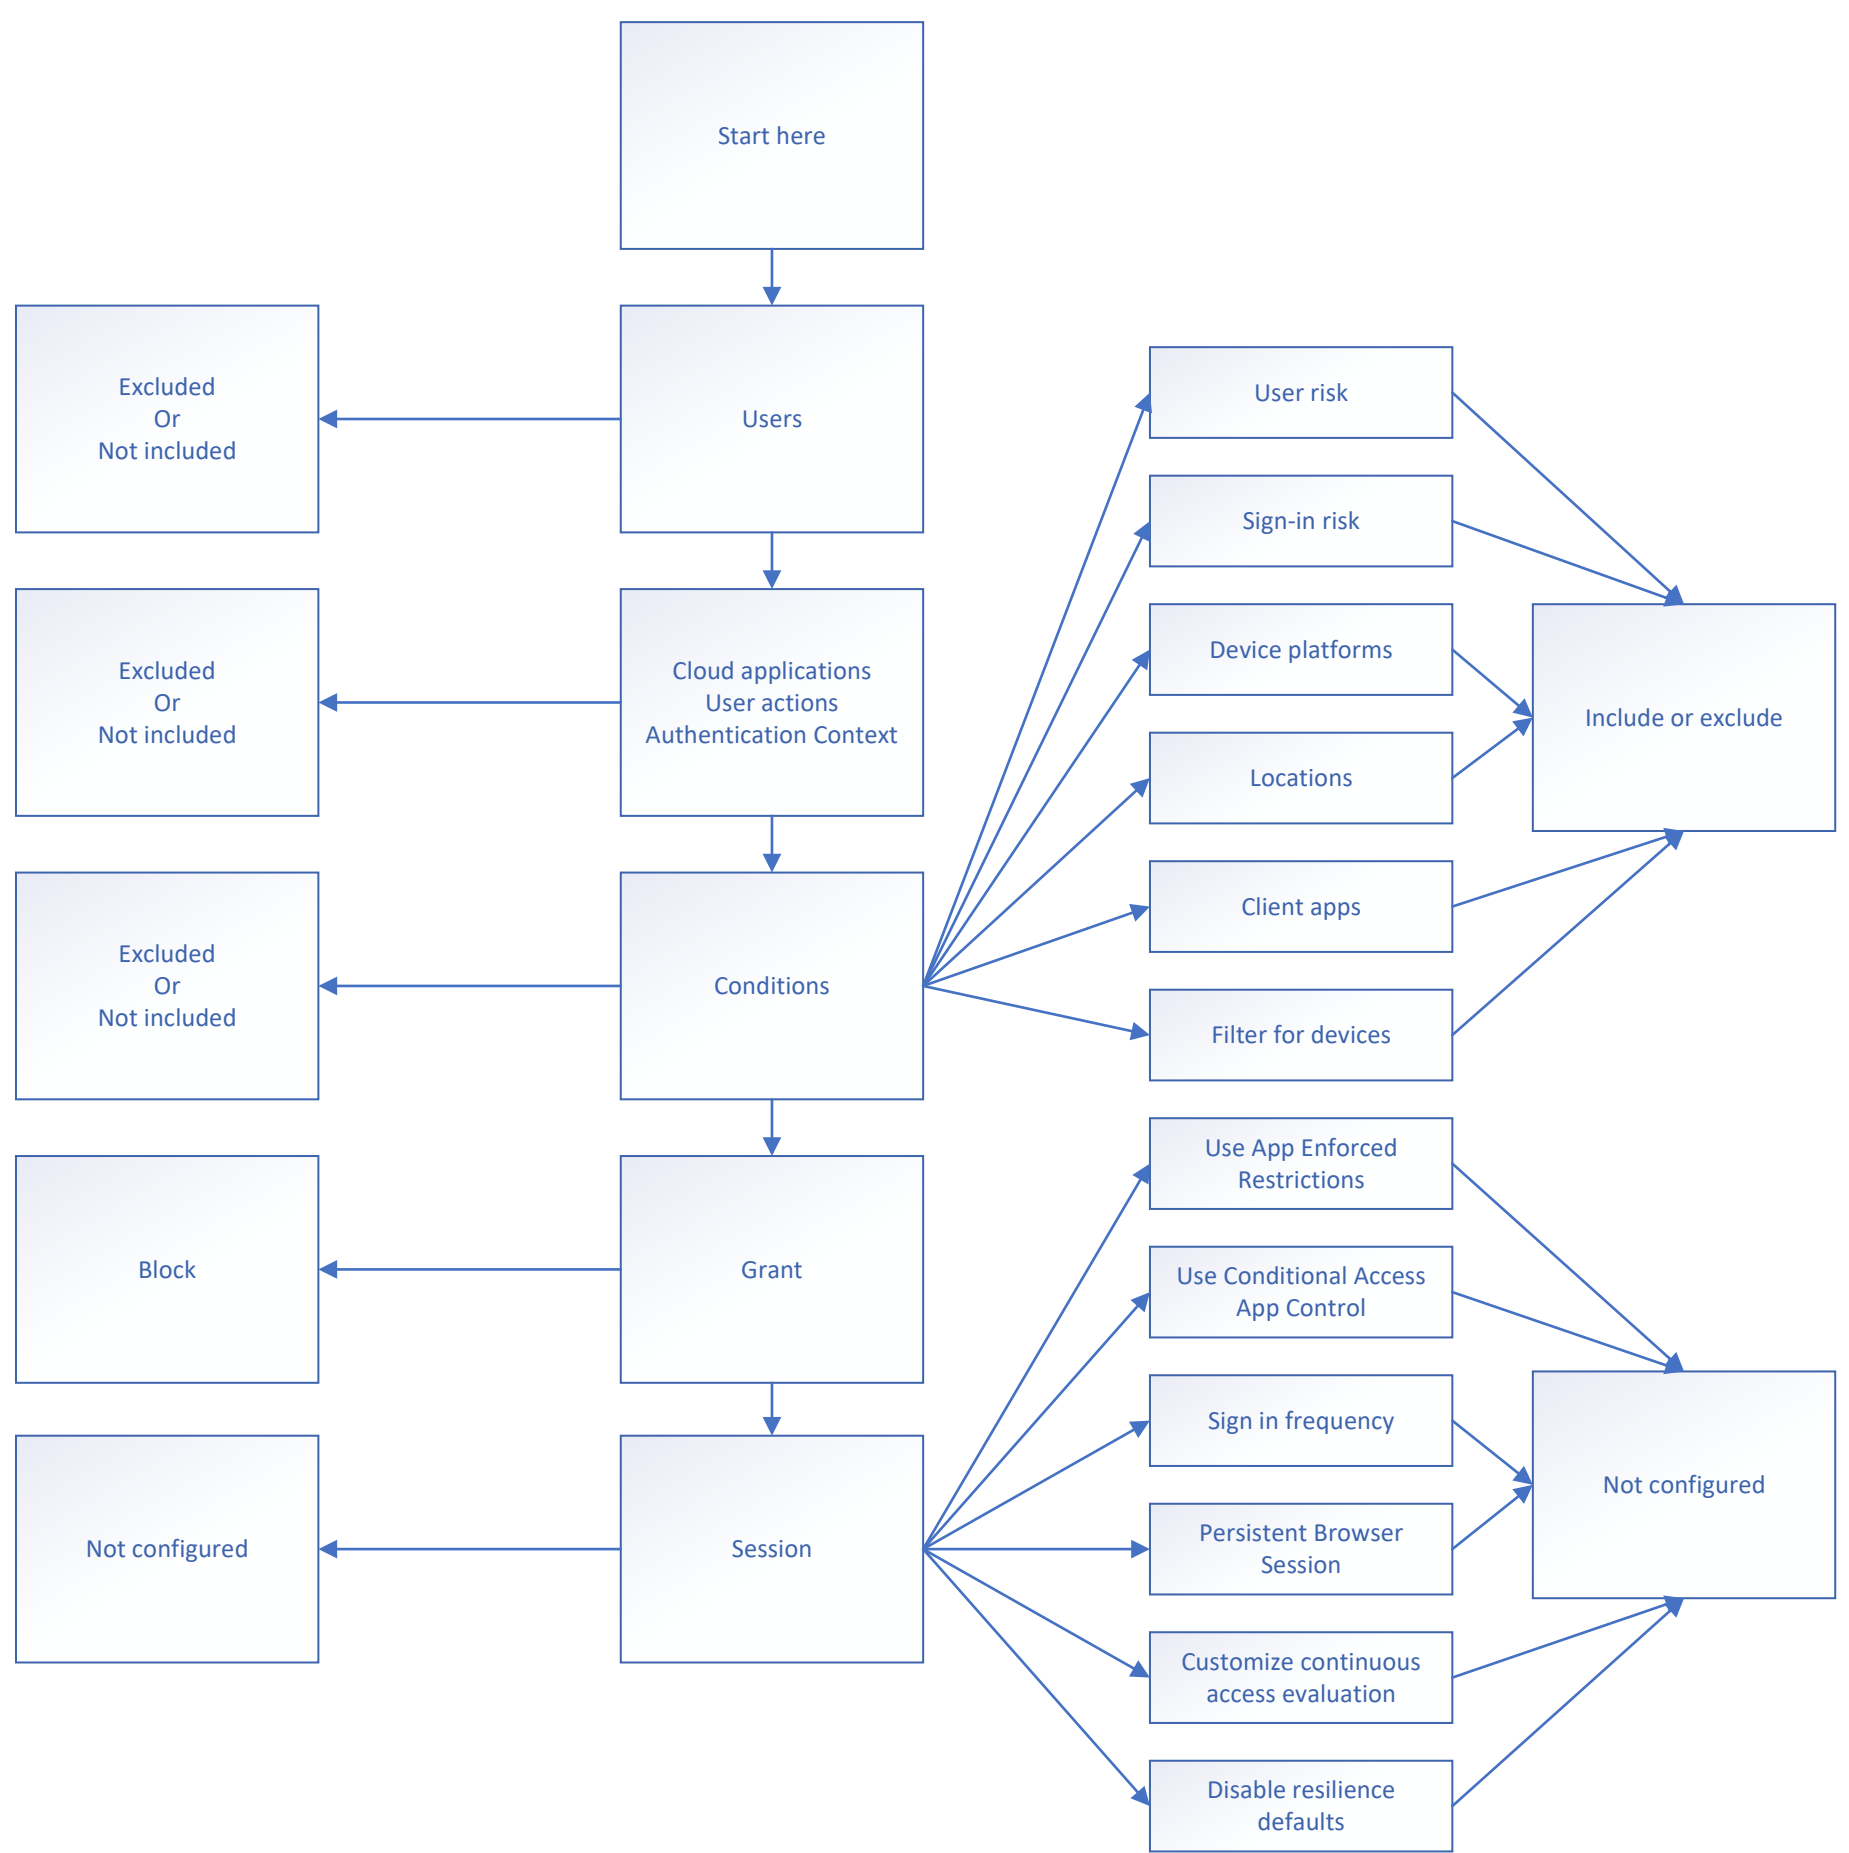 Start here
Excluded
Or
Not included
Users
User risk
Sign-in risk
Excluded
Or
Not included
Cloud applications
User actions
Authentication Context
Device platforms
Locations
Include or exclude
Excluded
Or
Not included
Conditions
Client apps
Filter for devices
Block
Grant
Use App Enforced
Restrictions
Use Conditional Access
App Control
Sign in frequency
Not configured
Not configured
Session
Persistent Browser
Session
Customize continuous
access evaluation
Disable resilience
defaults